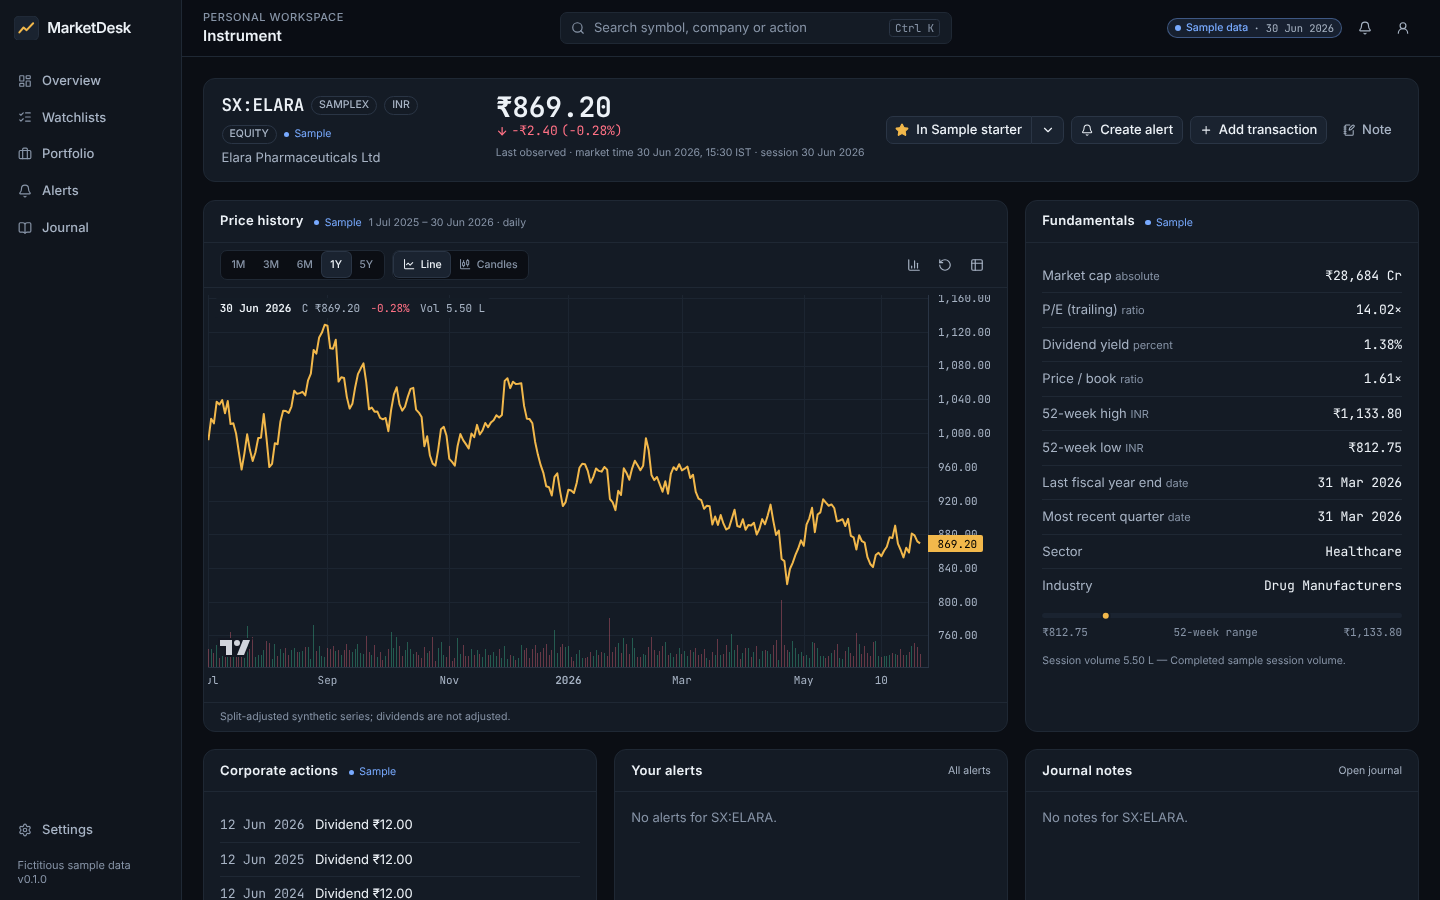 MarketDesk
PERSONAL WORKSPACE
Instrument
Search symbol, company or action
Ctrl K
Sample data · 30 Jun 2026
Overview
Watchlists
Portfolio
Alerts
Journal
Settings
Fictitious sample data
v0.1.0
SX:ELARA SAMPLEX INR
EQUITY Sample
Elara Pharmaceuticals Ltd
₹869.20
↓ -₹2.40 (-0.28%)
Last observed · market time 30 Jun 2026, 15:30 IST · session 30 Jun 2026
In Sample starter
Create alert
+ Add transaction
Note
Price history Sample 1 Jul 2025 – 30 Jun 2026 · daily
1M 3M 6M 1Y 5Y Line Candles
30 Jun 2026 C ₹869.20 -0.28% Vol 5.50 L
1,160.00
1,120.00
1,080.00
1,040.00
1,000.00
960.00
920.00
880.00
869.20
840.00
800.00
760.00
Sep Nov 2026 Mar May 10
Split-adjusted synthetic series; dividends are not adjusted.
Fundamentals Sample
Market cap absolute ₹28,684 Cr
P/E (trailing) ratio 14.02×
Dividend yield percent 1.38%
Price / book ratio 1.61×
52-week high INR ₹1,133.80
52-week low INR ₹812.75
Last fiscal year end date 31 Mar 2026
Most recent quarter date 31 Mar 2026
Sector Healthcare
Industry Drug Manufacturers
₹812.75 52-week range ₹1,133.80
Session volume 5.50 L — Completed sample session volume.
Corporate actions Sample
12 Jun 2026 Dividend ₹12.00
12 Jun 2025 Dividend ₹12.00
12 Jun 2024 Dividend ₹12.00
Your alerts All alerts
No alerts for SX:ELARA.
Journal notes Open journal
No notes for SX:ELARA.